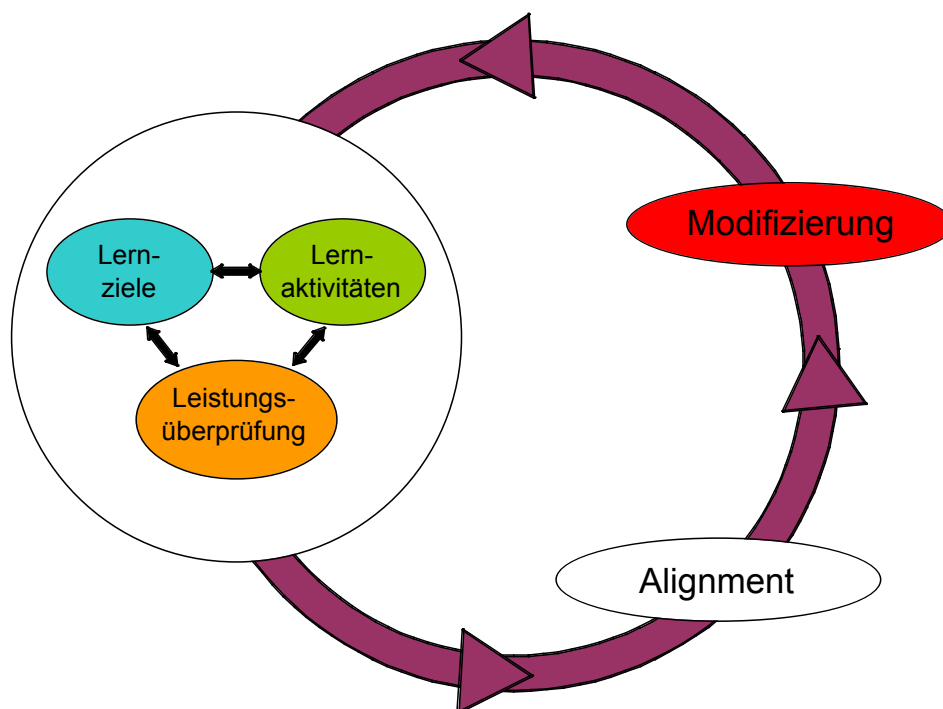 Modifizierung
Lern-
ziele
Lern-
aktivitäten
Leistungs-
überprüfung
Alignment